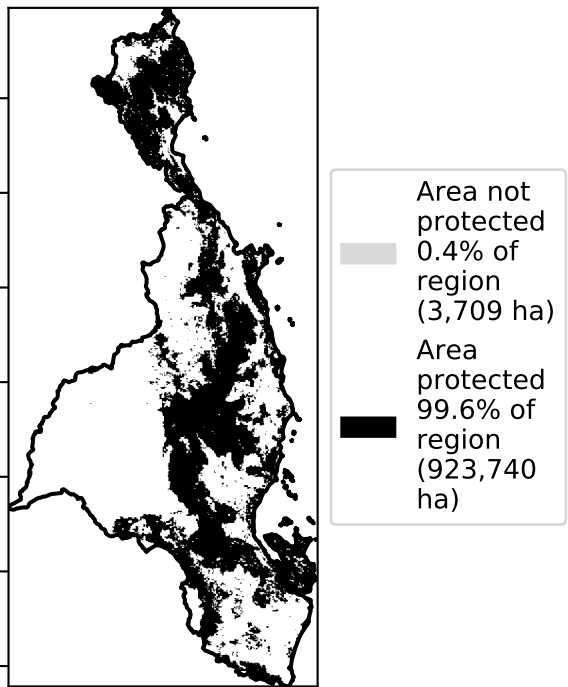 Area not
protected
0.4% of
region
(3,709 ha)
Area
protected
99.6% of
region
(923,740
ha)